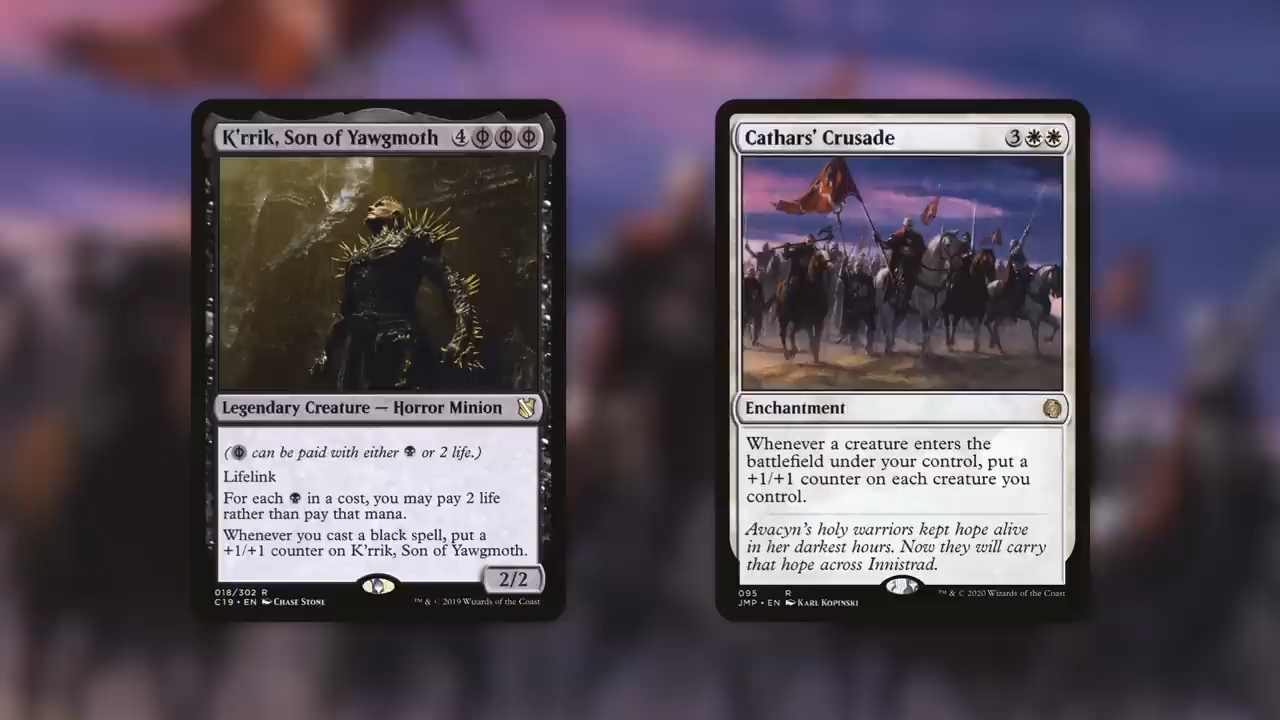 K'rrik, Son of Yawgmoth 4
Legendary Creature — Horror Minion
( can be paid with either or 2 life.)
Lifelink
For each in a cost, you may pay 2 life
rather than pay that mana.
Whenever you cast a black spell, put a
+1/+1 counter on K'rrik, Son of Yawgmoth.
2/2
018/302 R
C19 • EN Chase Stone
™ & © 2019 Wizards of the Coast
Cathars' Crusade 3
Enchantment
Whenever a creature enters the
battlefield under your control, put a
+1/+1 counter on each creature you
control.
Avacyn's holy warriors kept hope alive
in her darkest hours. Now they will carry
that hope across Innistrad.
095 R
JMP • EN Karl Kopinski
™ & © 2020 Wizards of the Coast